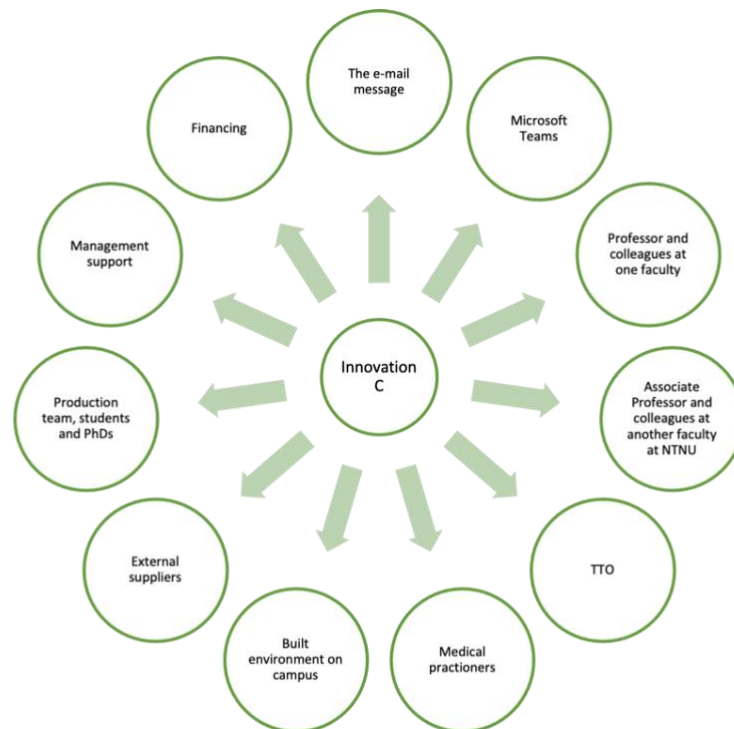 The e-mail
message
Microsoft
Teams
Professor and
colleagues at
one faculty
Associate
Professor and
colleagues at
another faculty
at NTNU
TTO
Medical
practioners
Built
environment on
campus
External
suppliers
Production
team, students
and PhDs
Management
support
Financing
Innovation
C